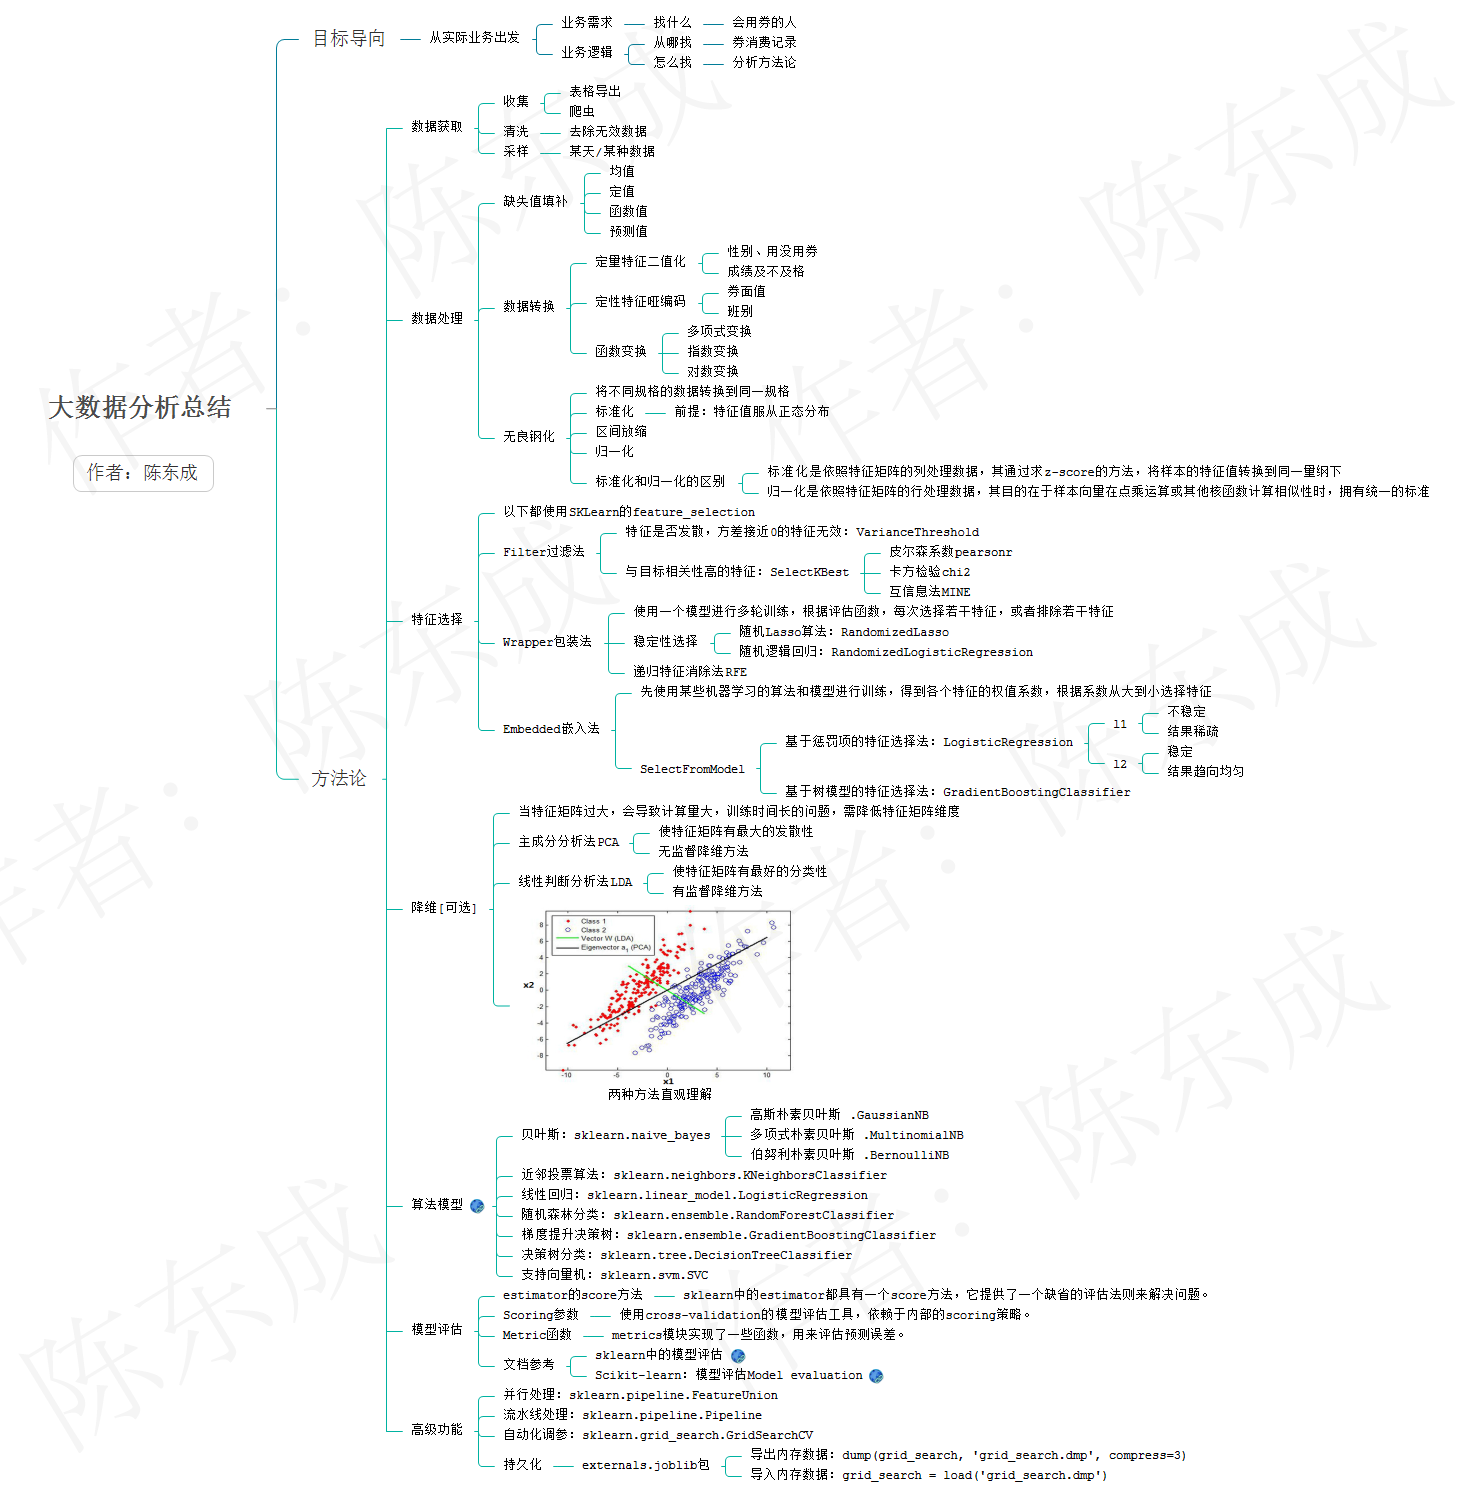 大数据分析总结
作者：陈东成
目标导向
从实际业务出发
业务需求
找什么
会用券的人
业务逻辑
从哪找
券消费记录
怎么找
分析方法论
方法论
数据获取
收集
表格导出
爬虫
清洗
去除无效数据
采样
某天/某种数据
数据处理
缺失值填补
均值
定值
函数值
预测值
数据转换
定量特征二值化
性别、用没用券
成绩及不及格
定性特征哑编码
券面值
班别
函数变换
多项式变换
指数变换
对数变换
无良钢化
将不同规格的数据转换到同一规格
标准化
前提：特征值服从正态分布
区间放缩
归一化
标准化和归一化的区别
标准化是依照特征矩阵的列处理数据，其通过求z-score的方法，将样本的特征值转换到同一量纲下
归一化是依照特征矩阵的行处理数据，其目的在于样本向量在点乘运算或其他核函数计算相似性时，拥有统一的标准
特征选择
以下都使用SKLearn的feature_selection
Filter过滤法
特征是否发散，方差接近0的特征无效：VarianceThreshold
与目标相关性高的特征：SelectKBest
皮尔森系数pearsonr
卡方检验chi2
互信息法MINE
Wrapper包装法
使用一个模型进行多轮训练，根据评估函数，每次选择若干特征，或者排除若干特征
稳定性选择
随机Lasso算法：RandomizedLasso
随机逻辑回归：RandomizedLogisticRegression
递归特征消除法RFE
Embedded嵌入法
先使用某些机器学习的算法和模型进行训练，得到各个特征的权值系数，根据系数从大到小选择特征
SelectFromModel
基于惩罚项的特征选择法：LogisticRegression
l1
不稳定
结果稀疏
l2
稳定
结果趋向均匀
基于树模型的特征选择法：GradientBoostingClassifier
降维[可选]
当特征矩阵过大，会导致计算量大，训练时间长的问题，需降低特征矩阵维度
主成分分析法PCA
使特征矩阵有最大的发散性
无监督降维方法
线性判断分析法LDA
使特征矩阵有最好的分类性
有监督降维方法
Class 1
Class 2
Vector W (LDA)
Eigenvector a1 (PCA)
8
6
4
2
0
-2
-4
-6
-8
x2
-10 -5 0 5 10
x1
两种方法直观理解
算法模型
贝叶斯：sklearn.naive_bayes
高斯朴素贝叶斯 .GaussianNB
多项式朴素贝叶斯 .MultinomialNB
伯努利朴素贝叶斯 .BernoulliNB
近邻投票算法：sklearn.neighbors.KNeighborsClassifier
线性回归：sklearn.linear_model.LogisticRegression
随机森林分类：sklearn.ensemble.RandomForestClassifier
梯度提升决策树：sklearn.ensemble.GradientBoostingClassifier
决策树分类：sklearn.tree.DecisionTreeClassifier
支持向量机：sklearn.svm.SVC
模型评估
estimator的score方法
sklearn中的estimator都具有一个score方法，它提供了一个缺省的评估法则来解决问题。
Scoring参数
使用cross-validation的模型评估工具，依赖于内部的scoring策略。
Metric函数
metrics模块实现了一些函数，用来评估预测误差。
文档参考
sklearn中的模型评估
Scikit-learn：模型评估Model evaluation
高级功能
并行处理：sklearn.pipeline.FeatureUnion
流水线处理：sklearn.pipeline.Pipeline
自动化调参：sklearn.grid_search.GridSearchCV
持久化
externals.joblib包
导出内存数据：dump(grid_search, 'grid_search.dmp', compress=3)
导入内存数据：grid_search = load('grid_search.dmp')